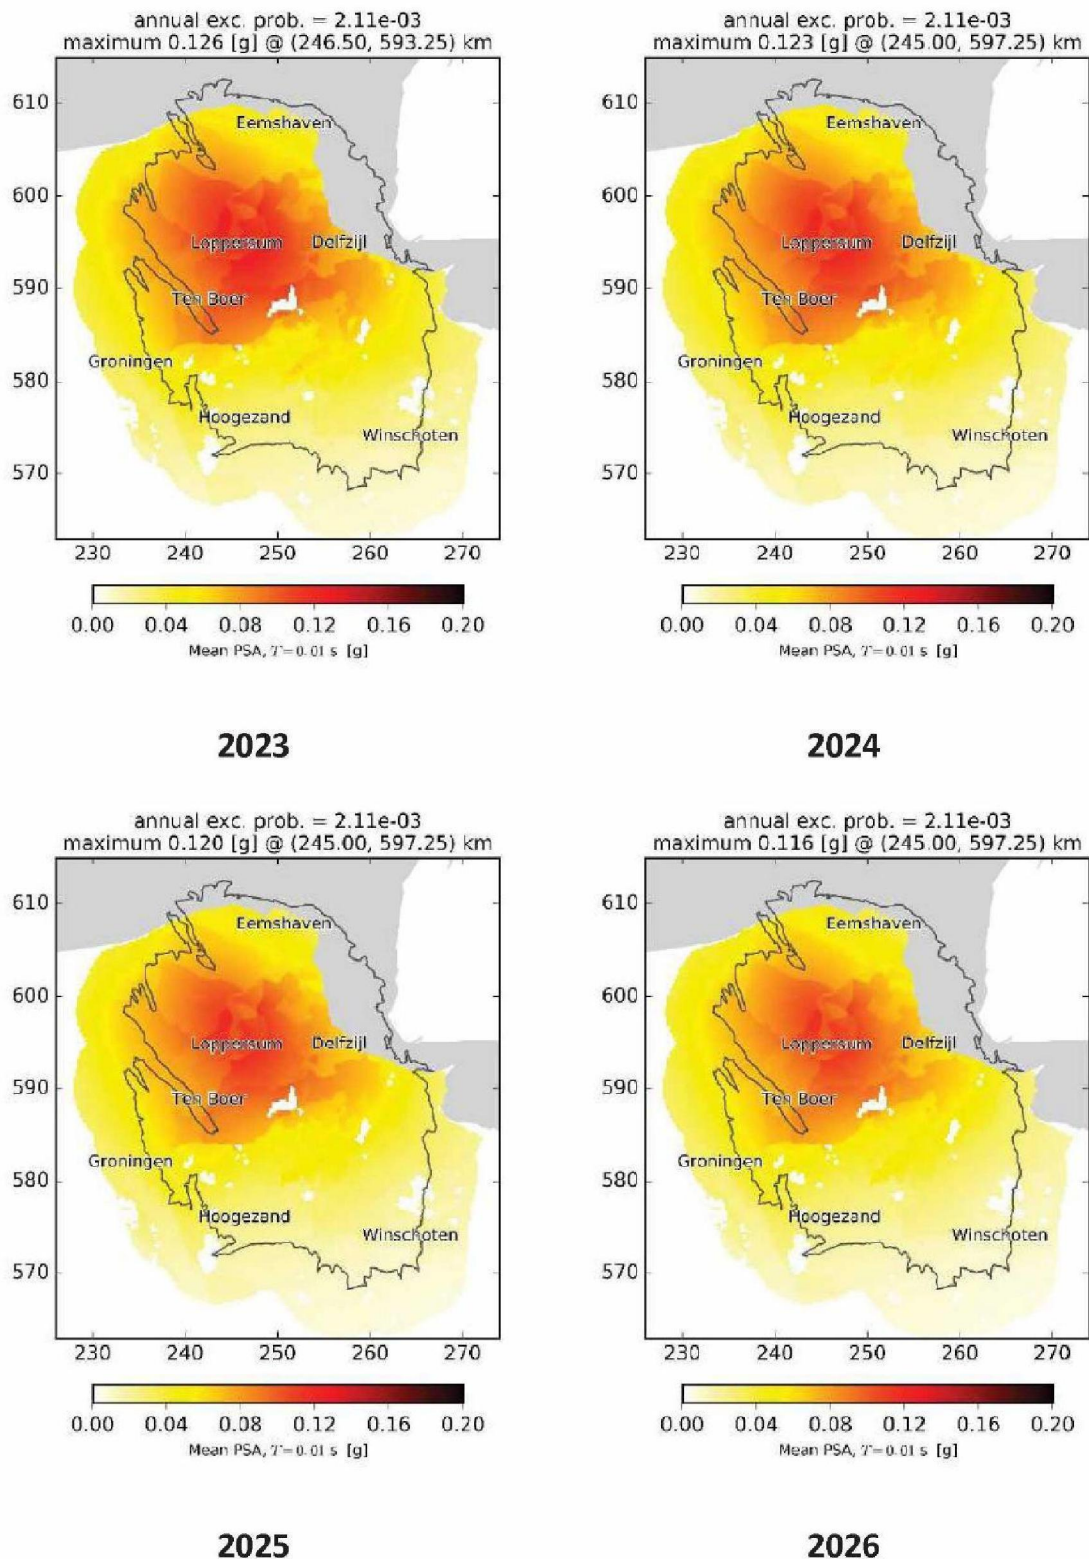 annual exc. prob. = 2.11e-03
maximum 0.126 [g] @ (246.50, 593.25) km
610
600
590
580
570
Eemshaven
Loppersum
Delfzijl
Ten Boer
Groningen
Hoogezand
Winschoten
230 240 250 260 270
0.00 0.04 0.08 0.12 0.16 0.20
Mean PSA, T=0.01 s [g]
2023
annual exc. prob. = 2.11e-03
maximum 0.123 [g] @ (245.00, 597.25) km
610
600
590
580
570
Eemshaven
Loppersum
Delfzijl
Ten Boer
Groningen
Hoogezand
Winschoten
230 240 250 260 270
0.00 0.04 0.08 0.12 0.16 0.20
Mean PSA, T=0.01 s [g]
2024
annual exc. prob. = 2.11e-03
maximum 0.120 [g] @ (245.00, 597.25) km
610
600
590
580
570
Eemshaven
Loppersum
Delfzijl
Ten Boer
Groningen
Hoogezand
Winschoten
230 240 250 260 270
0.00 0.04 0.08 0.12 0.16 0.20
Mean PSA, T=0.01 s [g]
2025
annual exc. prob. = 2.11e-03
maximum 0.116 [g] @ (245.00, 597.25) km
610
600
590
580
570
Eemshaven
Loppersum
Delfzijl
Ten Boer
Groningen
Hoogezand
Winschoten
230 240 250 260 270
0.00 0.04 0.08 0.12 0.16 0.20
Mean PSA, T=0.01 s [g]
2026